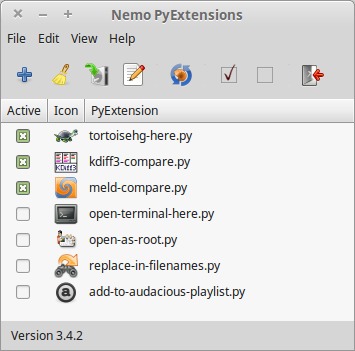 Nemo PyExtensions
File Edit View Help
Active Icon PyExtension
tortoisehg-here.py
KDiff3 kdiff3-compare.py
meld-compare.py
open-terminal-here.py
open-as-root.py
replace-in-filenames.py
a add-to-audacious-playlist.py
Version 3.4.2